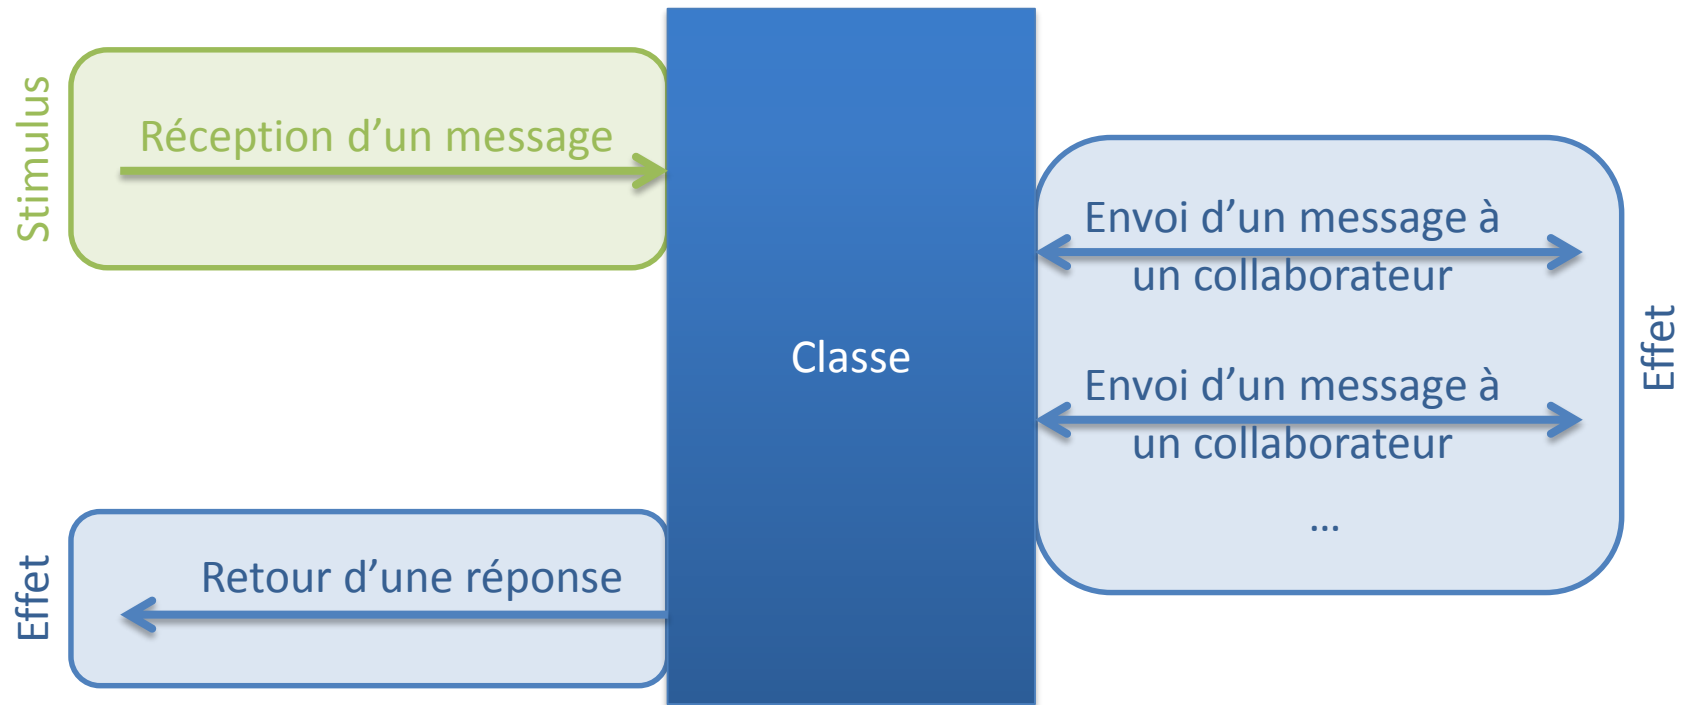 Stimulus
Réception d’un message
Classe
Envoi d’un message à
un collaborateur
Envoi d’un message à
un collaborateur
...
Effet
Effet
Retour d’une réponse